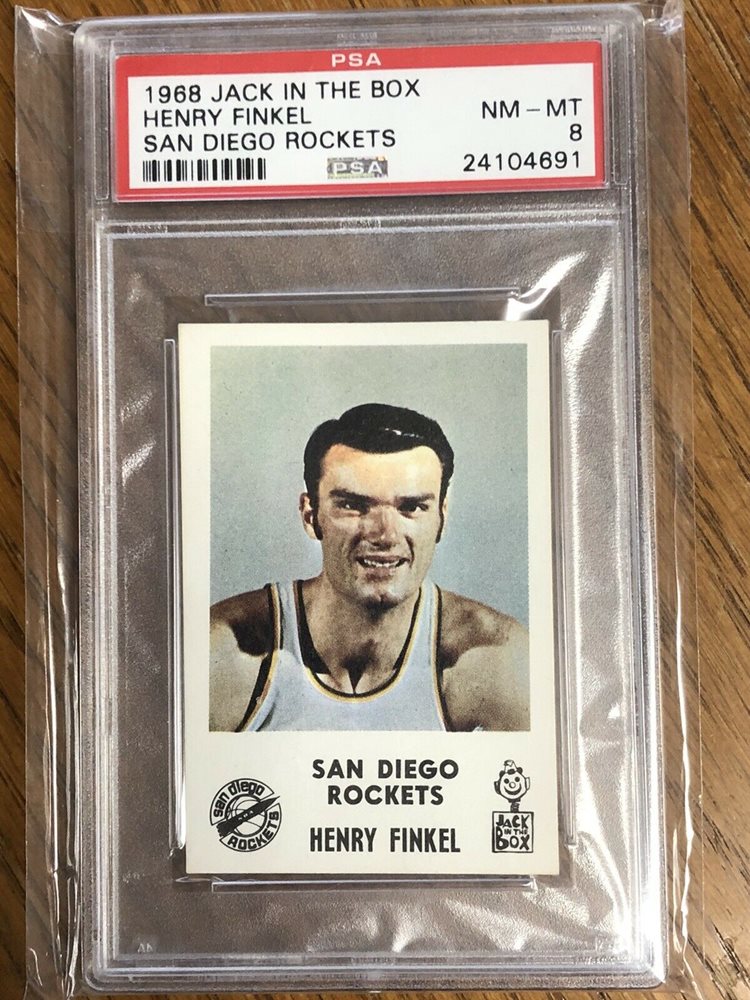 PSA
1968 JACK IN THE BOX
HENRY FINKEL
NM - MT
SAN DIEGO ROCKETS
8
PSA
24104691
SAN DIEGO
ROCKETS
HENRY FINKEL
san diego
ROCKETS
JACK
IN THE
BOX